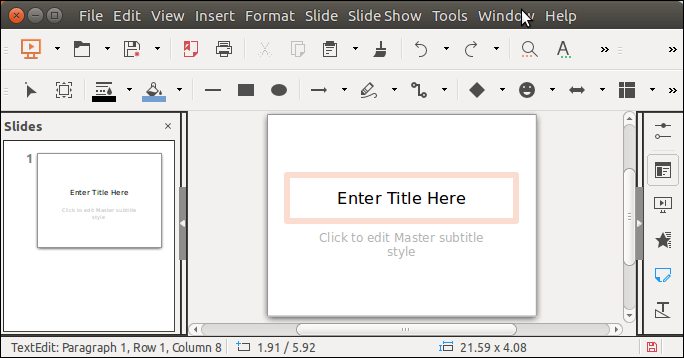 File Edit View Insert Format Slide Slide Show Tools Window Help
A
Slides ×
1
Enter Title Here
Click to edit Master subtitle
style
Enter Title Here
Click to edit Master subtitle
style
TextEdit: Paragraph 1, Row 1, Column 8 1.91 / 5.92 21.59 x 4.08